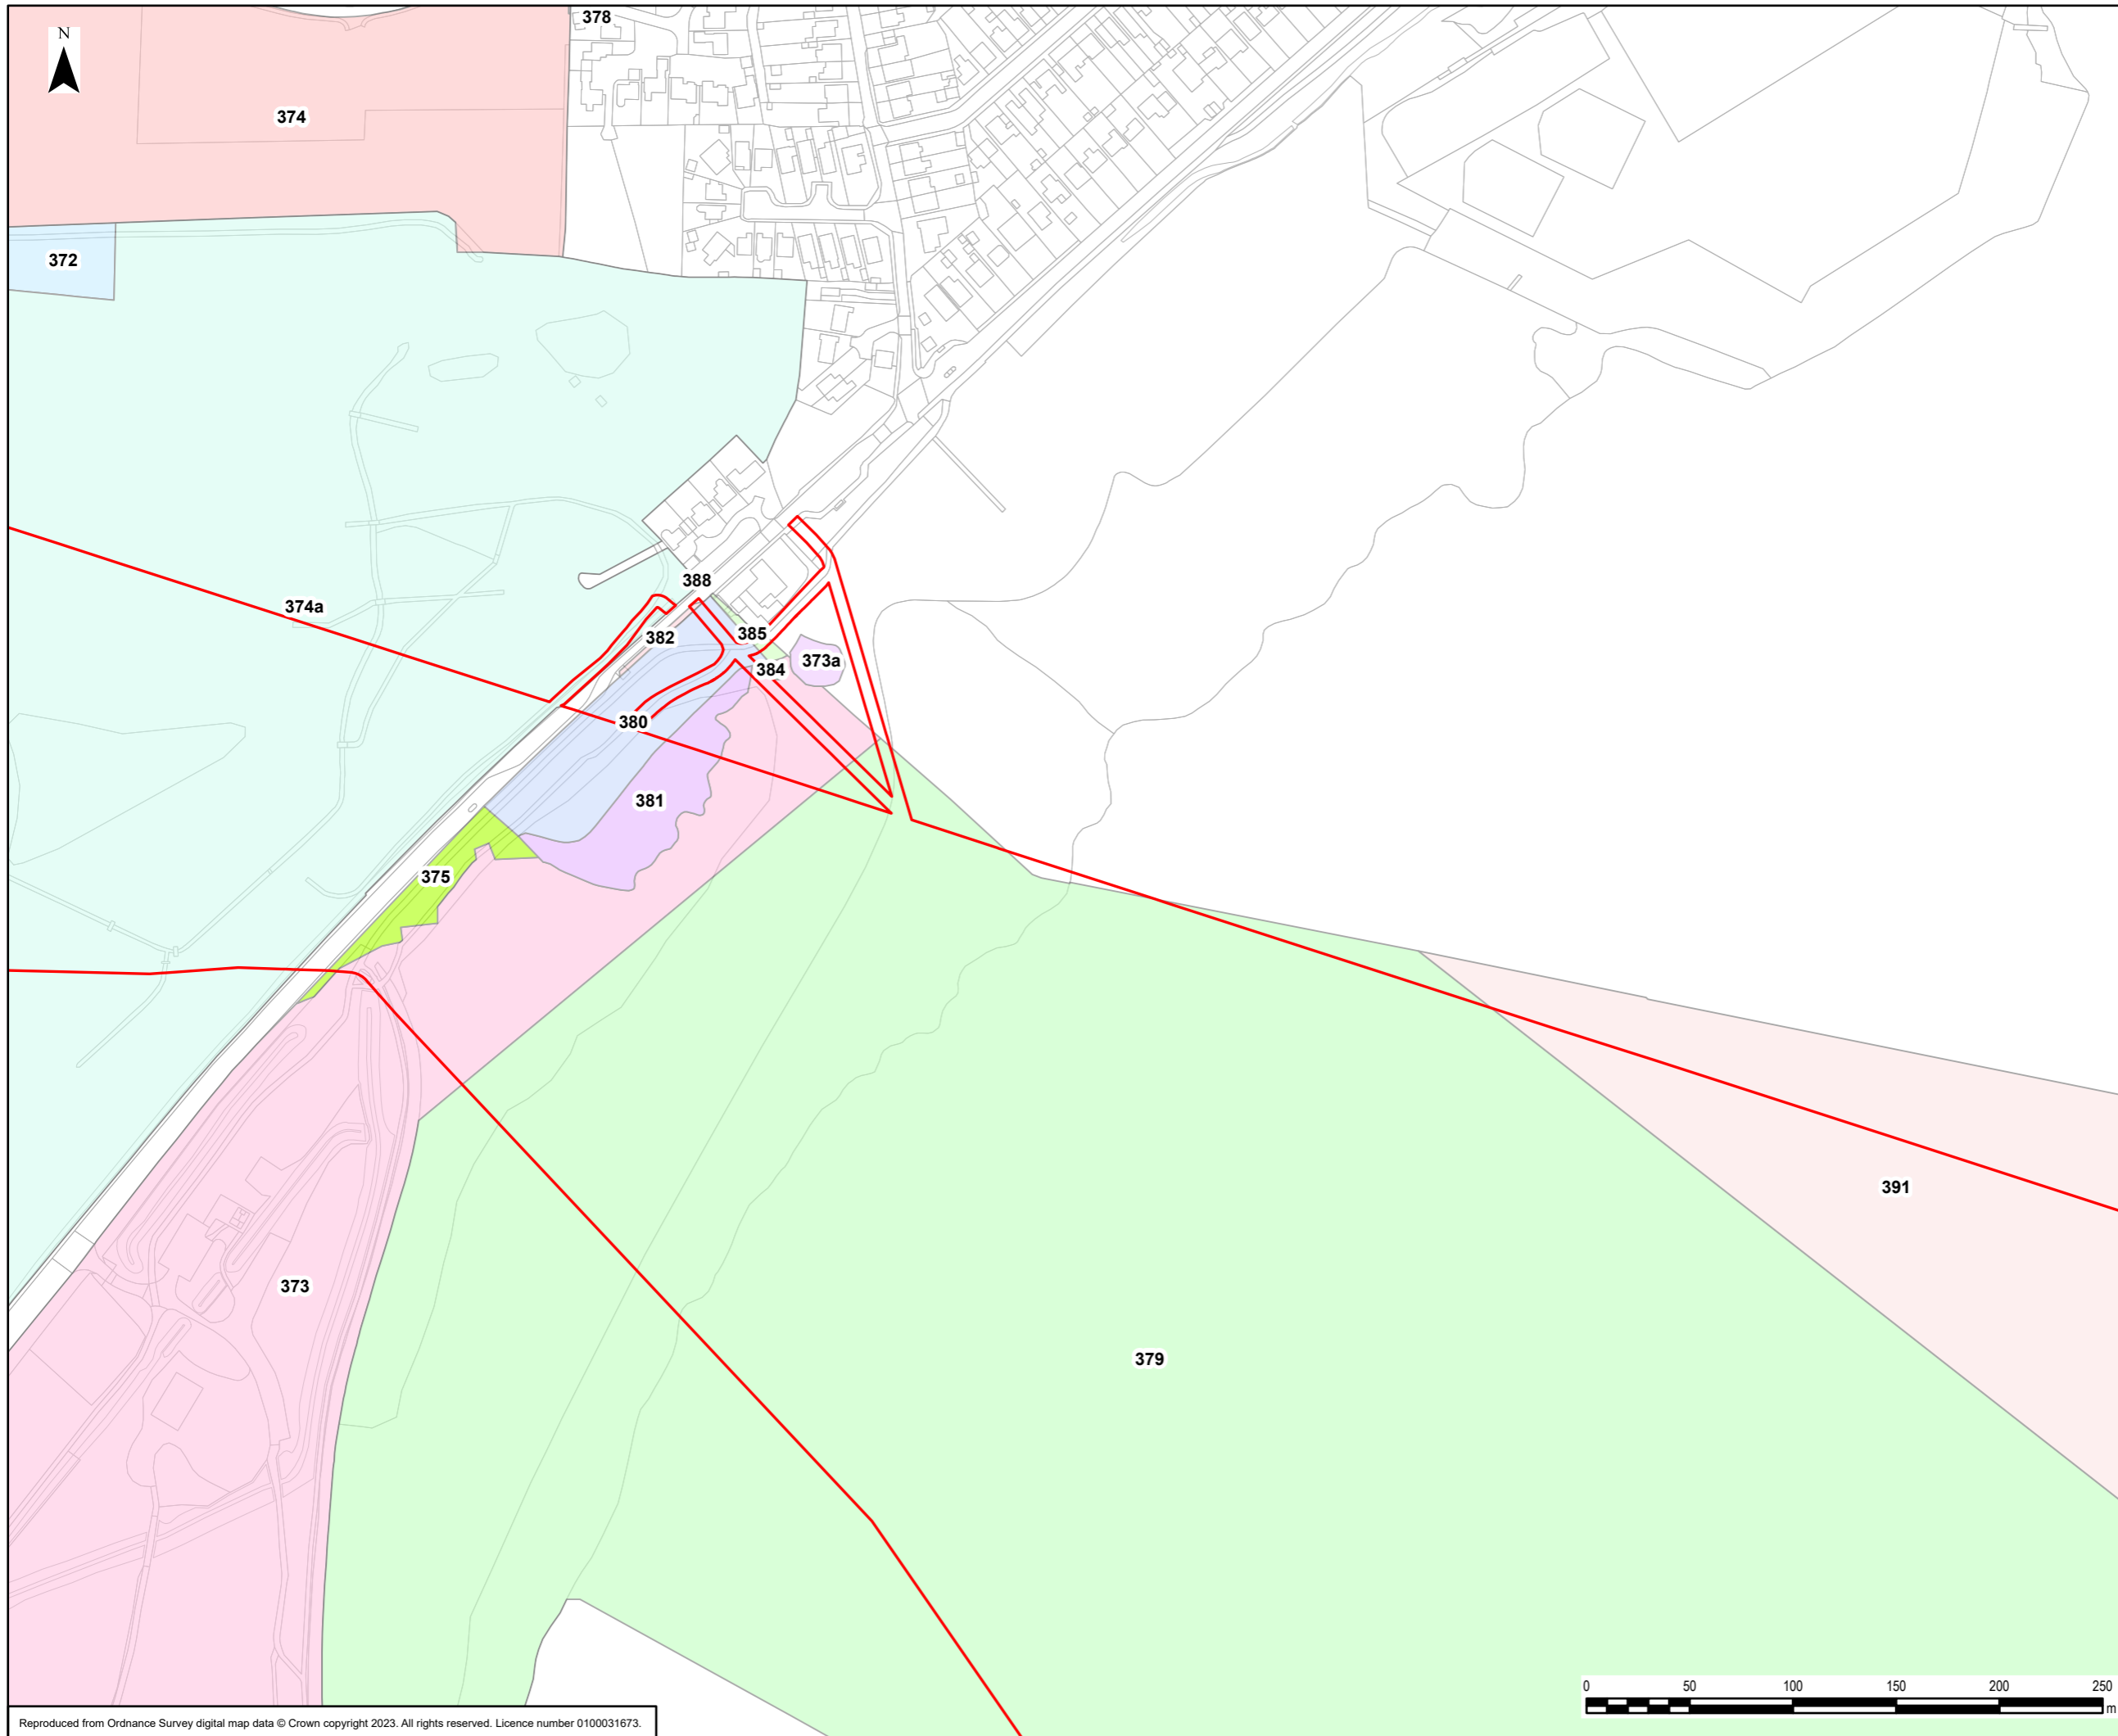 378
N
374
372
374a
388
382
385
373a
384
380
381
375
391
373
379
0 50 100 150 200 250
m
Reproduced from Ordnance Survey digital map data © Crown copyright 2023. All rights reserved. Licence number 0100031673.